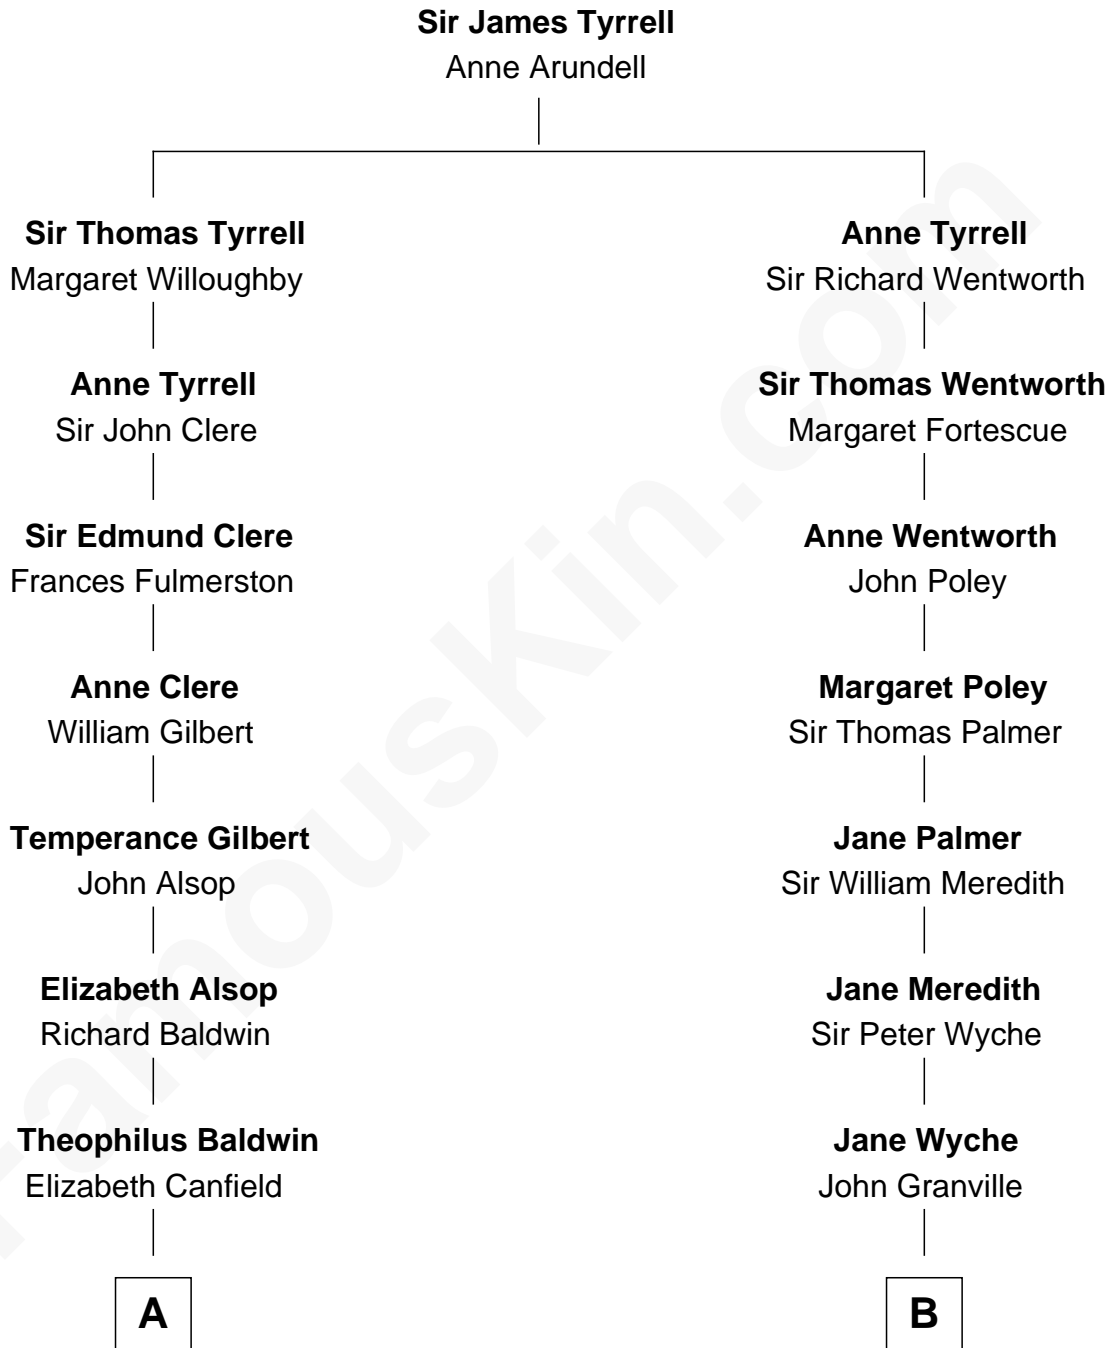 Sir James Tyrrell
Anne Arundell
Sir Thomas Tyrrell
Margaret Willoughby
Anne Tyrrell
Sir John Clere
Sir Edmund Clere
Frances Fulmerston
Anne Clere
William Gilbert
Temperance Gilbert
John Alsop
Elizabeth Alsop
Richard Baldwin
Theophilus Baldwin
Elizabeth Canfield
A
Anne Tyrrell
Sir Richard Wentworth
Sir Thomas Wentworth
Margaret Fortescue
Anne Wentworth
John Poley
Margaret Poley
Sir Thomas Palmer
Jane Palmer
Sir William Meredith
Jane Meredith
Sir Peter Wyche
Jane Wyche
John Granville
B
FamousKin.com